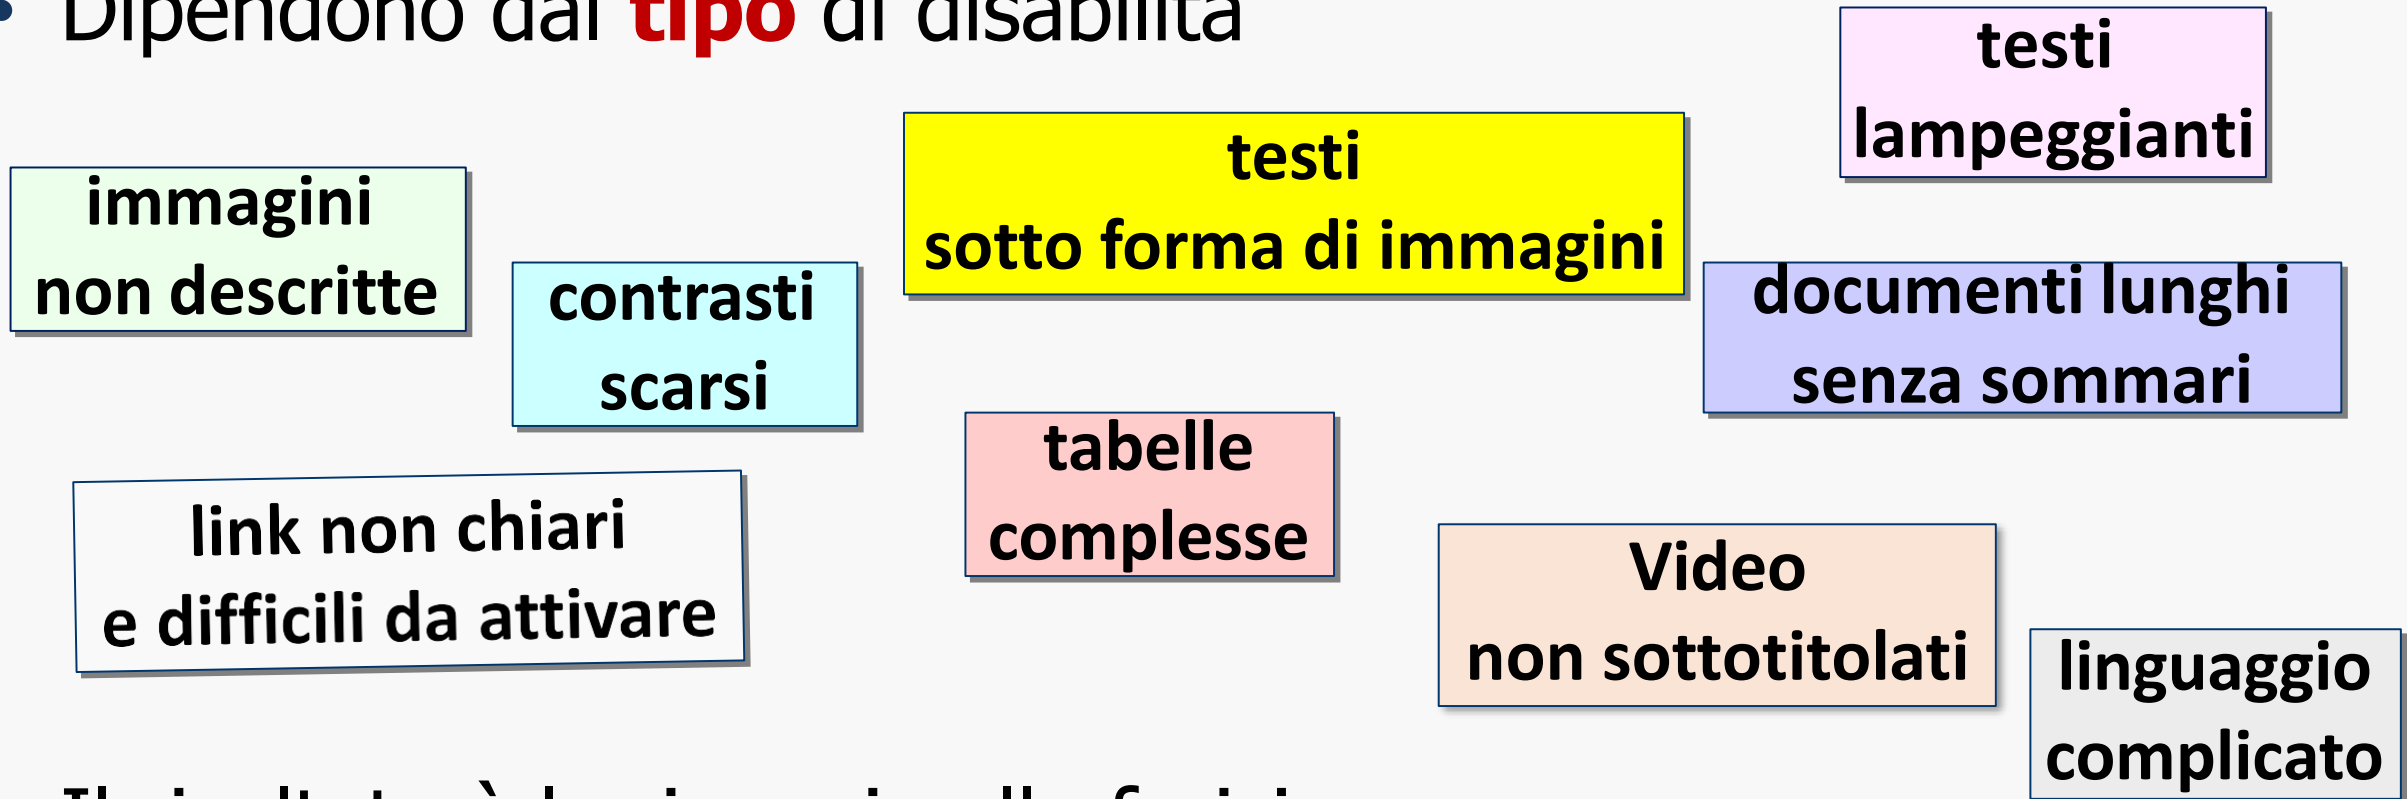 • Dipendono dal tipo di disabilità
testi
lampeggianti
testi
sotto forma di immagini
immagini
non descritte
contrasti
scarsi
documenti lunghi
senza sommari
tabelle
complesse
link non chiari
e difficili da attivare
Video
non sottotitolati
linguaggio
complicato